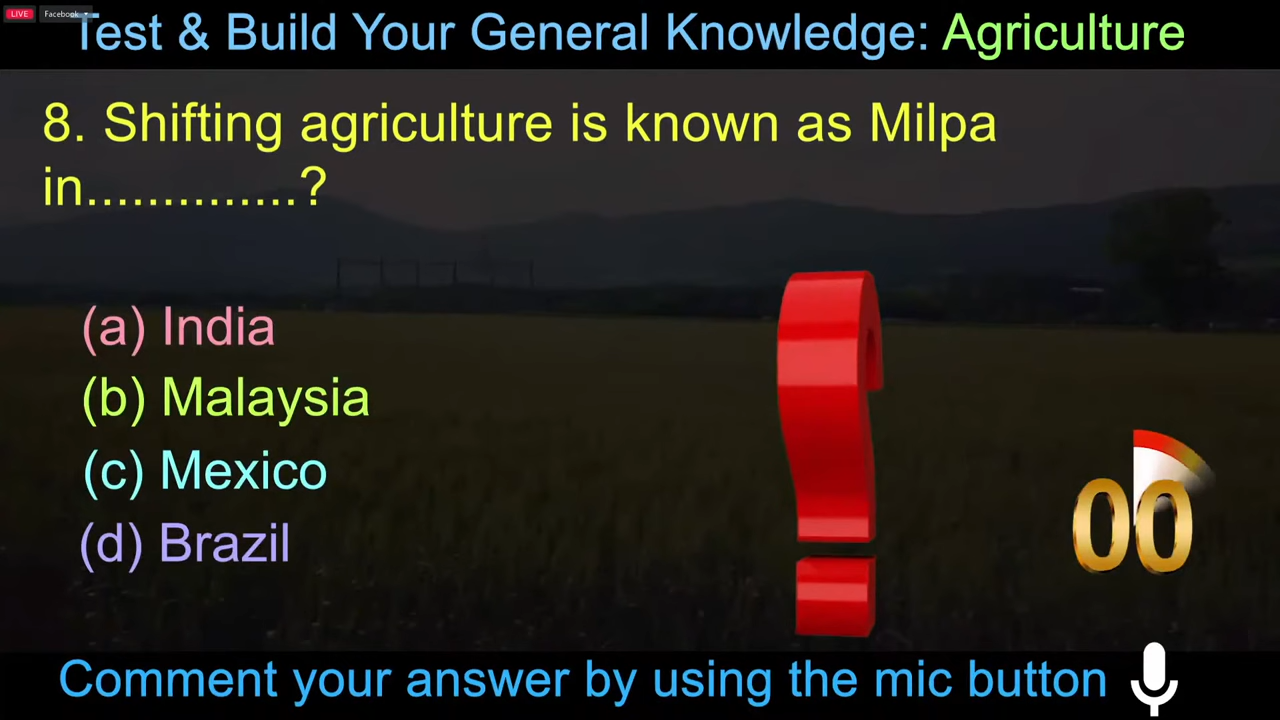 LIVE Facebook
Test & Build Your General Knowledge: Agriculture
8. Shifting agriculture is known as Milpa
in..............?
(a) India
(b) Malaysia
(c) Mexico
(d) Brazil
00
Comment your answer by using the mic button